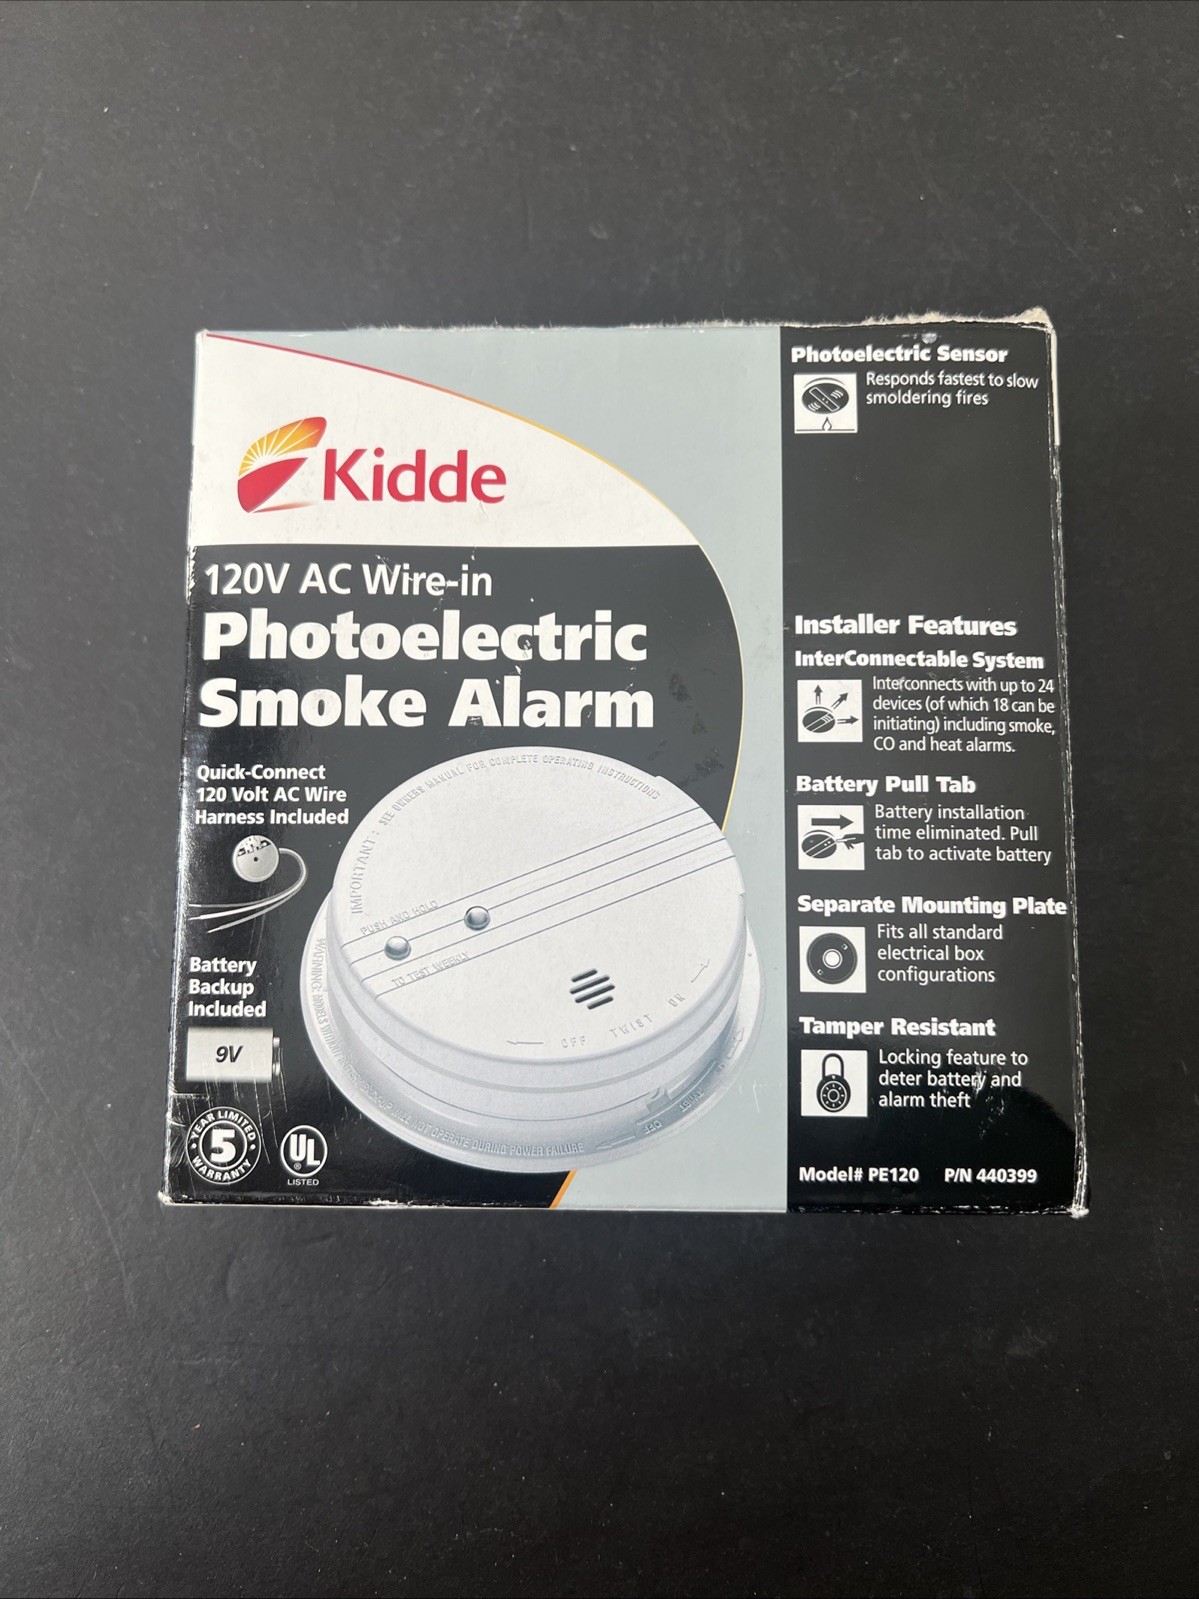 Kidde
120V AC Wire-in
Photoelectric
Smoke Alarm
Quick-Connect
120 Volt AC Wire
Harness Included
Battery
Backup
Included
9V
5
YEAR LIMITED
WARRANTY
UL
®
LISTED
IMPORTANT: SEE OWNERS MANUAL FOR COMPLETE OPERATING INSTRUCTIONS
PUSH AND HOLD
TO TEST WEEKLY
OFF TWIST ON
OFF TWIST
OPERATE DURING POWER FAILURE
Photoelectric Sensor
Responds fastest to slow
smoldering fires
Installer Features
InterConnectable System
Interconnects with up to 24
devices (of which 18 can be
initiating) including smoke,
CO and heat alarms.
Battery Pull Tab
Battery installation
time eliminated. Pull
tab to activate battery
Separate Mounting Plate
Fits all standard
electrical box
configurations
Tamper Resistant
Locking feature to
deter battery and
alarm theft
Model# PE120 P/N 440399